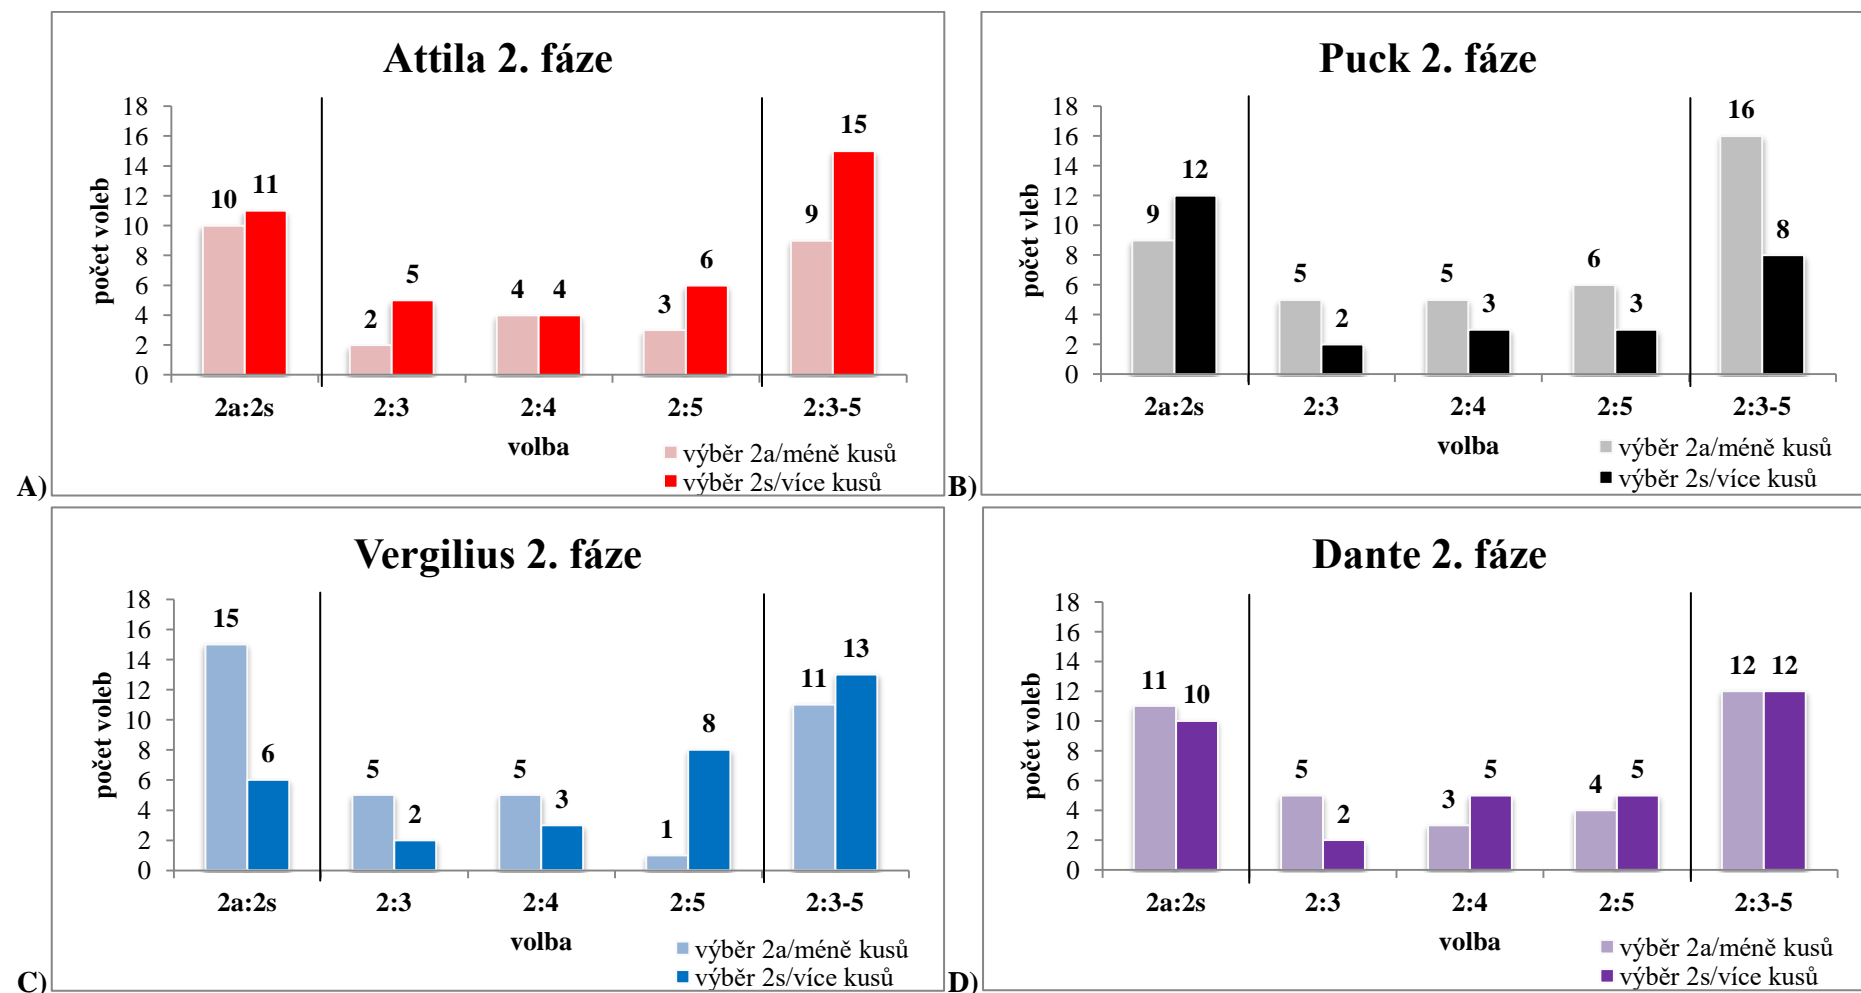 Attila 2. fáze
18
16
14
12
10
8
6
4
2
0
počet voleb
10 11
2 5
4 4
3 6
9 15
2a:2s 2:3 2:4 2:5 2:3-5
volba
výběr 2a/méně kusů
výběr 2s/více kusů
A)
Puck 2. fáze
18
16
14
12
10
8
6
4
2
0
počet vleb
9 12
5 2
5 3
6 3
16 8
2a:2s 2:3 2:4 2:5 2:3-5
volba
výběr 2a/méně kusů
výběr 2s/více kusů
B)
Vergilius 2. fáze
18
16
14
12
10
8
6
4
2
0
počet voleb
15 6
5 2
5 3
1 8
11 13
2a:2s 2:3 2:4 2:5 2:3-5
volba
výběr 2a/méně kusů
výběr 2s/více kusů
C)
Dante 2. fáze
18
16
14
12
10
8
6
4
2
0
počet voleb
11 10
5 2
3 5
4 5
12 12
2a:2s 2:3 2:4 2:5 2:3-5
volba
výběr 2a/méně kusů
výběr 2s/více kusů
D)